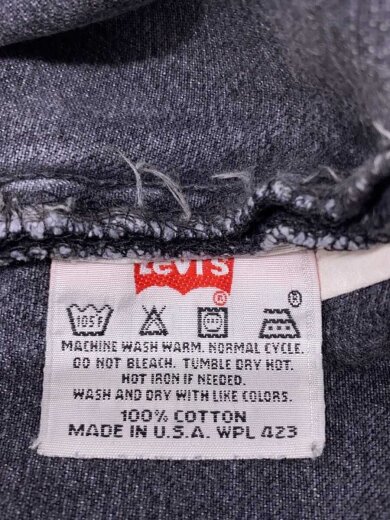 Levi's
®
105F
MACHINE WASH WARM. NORMAL CYCLE.
DO NOT BLEACH. TUMBLE DRY HOT.
HOT IRON IF NEEDED.
WASH AND DRY WITH LIKE COLORS.
100% COTTON
MADE IN U.S.A. WPL 423